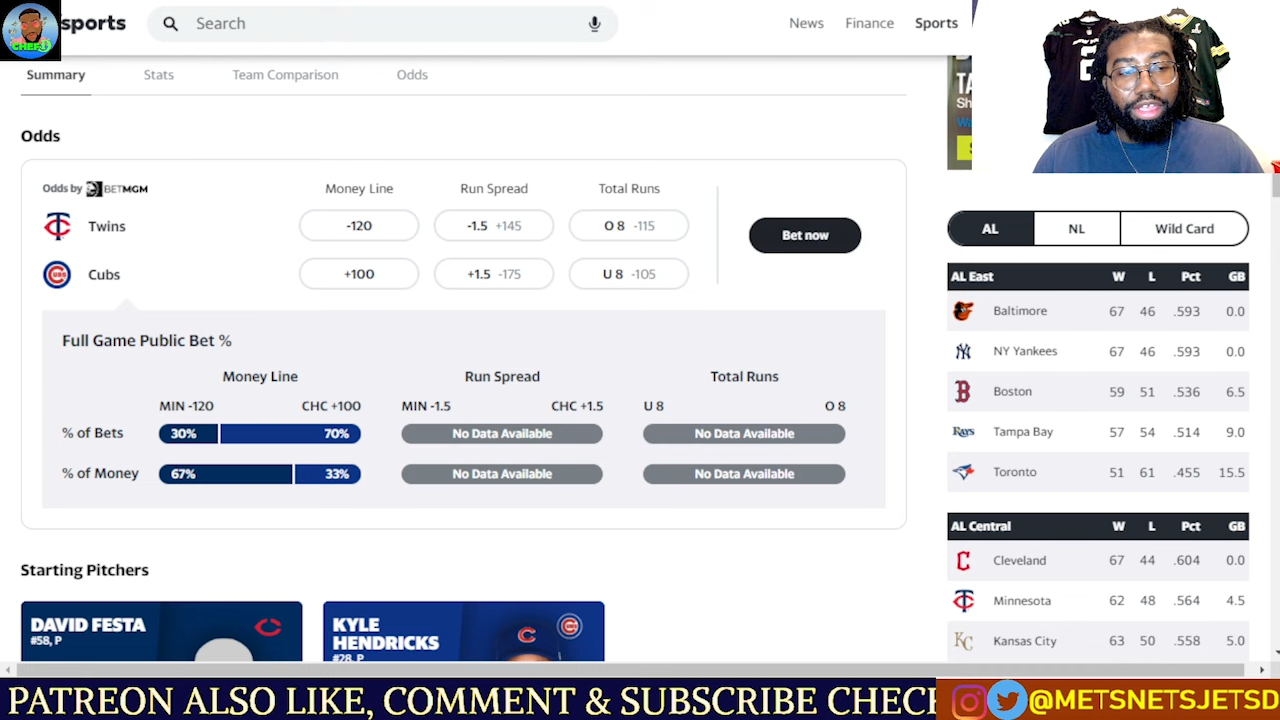 CHEF J
sports
Search
News
Finance
Sports
Summary
Stats
Team Comparison
Odds
Odds
Odds by BETMGM
Money Line
Run Spread
Total Runs
Twins
-120
-1.5 +145
O 8 -115
Cubs
+100
+1.5 -175
U 8 -105
Bet now
Full Game Public Bet %
Money Line
Run Spread
Total Runs
MIN -120
CHC +100
MIN -1.5
CHC +1.5
U 8
O 8
% of Bets
30%
70%
No Data Available
No Data Available
% of Money
67%
33%
No Data Available
No Data Available
Starting Pitchers
DAVID FESTA
#58, P
KYLE
HENDRICKS
#28, P
AL
NL
Wild Card
AL East W L Pct GB
Baltimore 67 46 .593 0.0
NY Yankees 67 46 .593 0.0
Boston 59 51 .536 6.5
Rays Tampa Bay 57 54 .514 9.0
Toronto 51 61 .455 15.5
AL Central W L Pct GB
Cleveland 67 44 .604 0.0
Minnesota 62 48 .564 4.5
Kansas City 63 50 .558 5.0
PATREON ALSO LIKE, COMMENT & SUBSCRIBE CHECK
@METSNETSJETSD